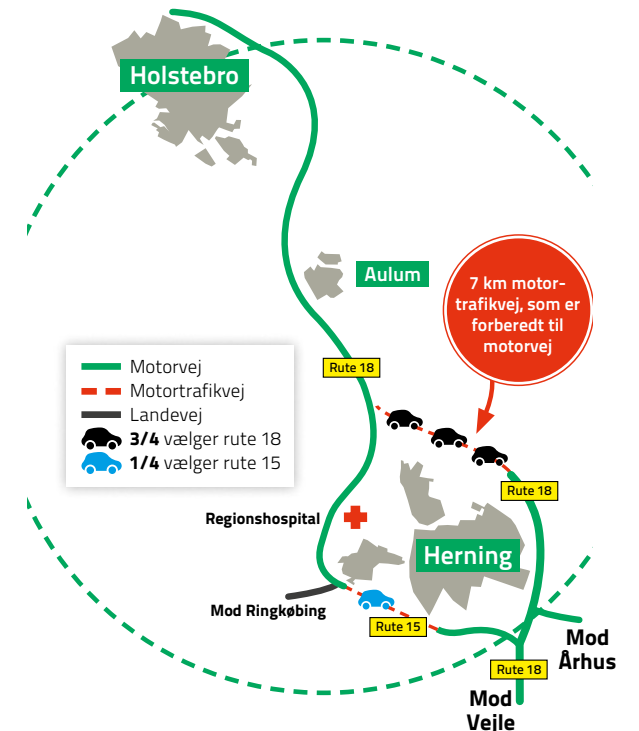 Holstebro
Aulum
7 km motor-
trafikvej, som er
forberedt til
motorvej
Rute 18
Motorvej
Motortrafikvej
Landevej
3/4 vælger rute 18
1/4 vælger rute 15
Rute 18
Regionshospital
Herning
Mod Ringkøbing
Rute 15
Mod
Århus
Rute 18
Mod
Vejle